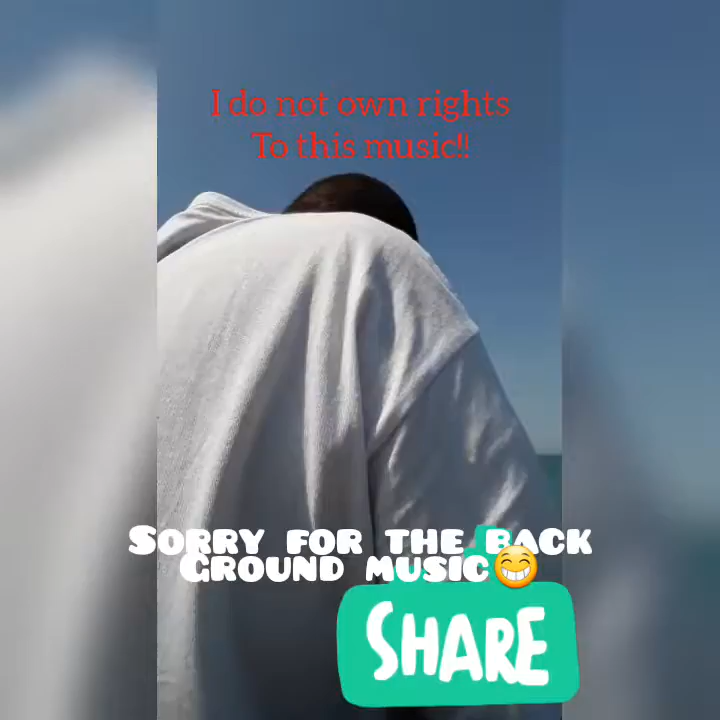 I do not own rights
To this music!!
Sorry for the back
Ground music😁
SHARE